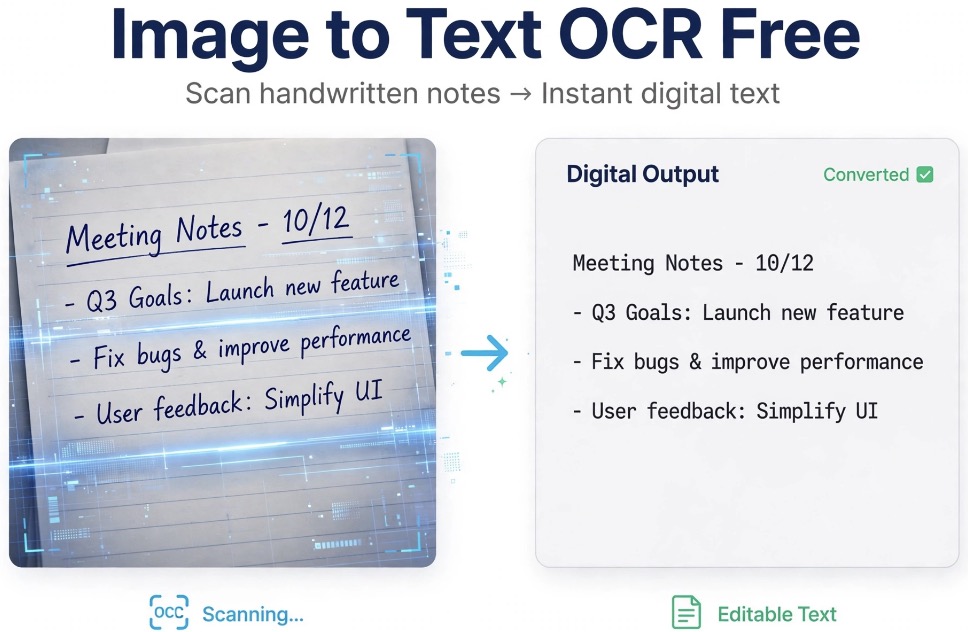 Image to Text OCR Free
Scan handwritten notes → Instant digital text
Meeting Notes - 10/12
- Q3 Goals: Launch new feature
- Fix bugs & improve performance
- User feedback: Simplify UI
OCC Scanning...
Digital Output
Converted
Meeting Notes - 10/12
- Q3 Goals: Launch new feature
- Fix bugs & improve performance
- User feedback: Simplify UI
Editable Text